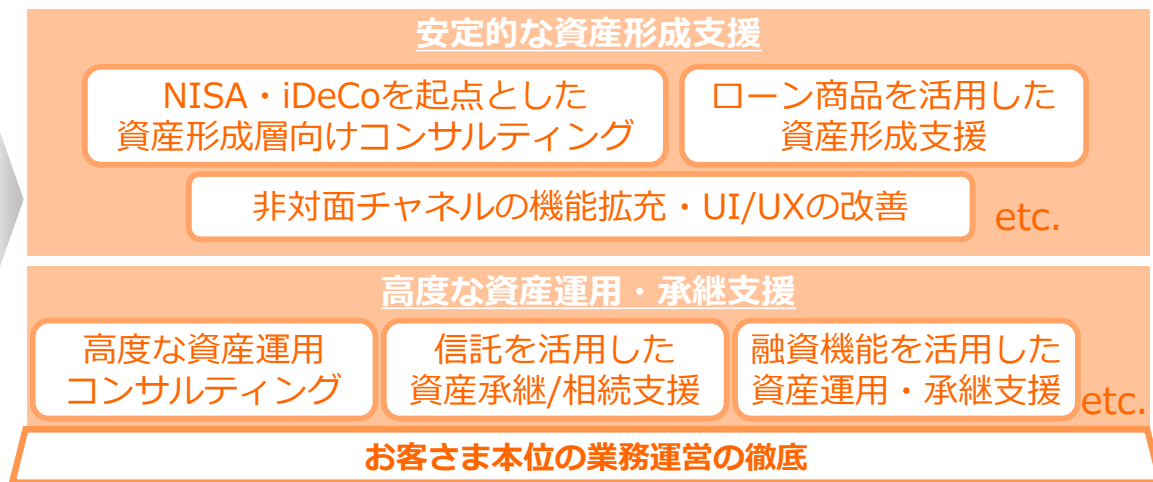 安定的な資産形成支援
NISA・iDeCoを起点とした
資産形成層向けコンサルティング
ローン商品を活用した
資産形成支援
非対面チャネルの機能拡充・UI/UXの改善
etc.
高度な資産運用・承継支援
高度な資産運用
コンサルティング
信託を活用した
資産承継/相続支援
融資機能を活用した
資産運用・承継支援
etc.
お客さま本位の業務運営の徹底